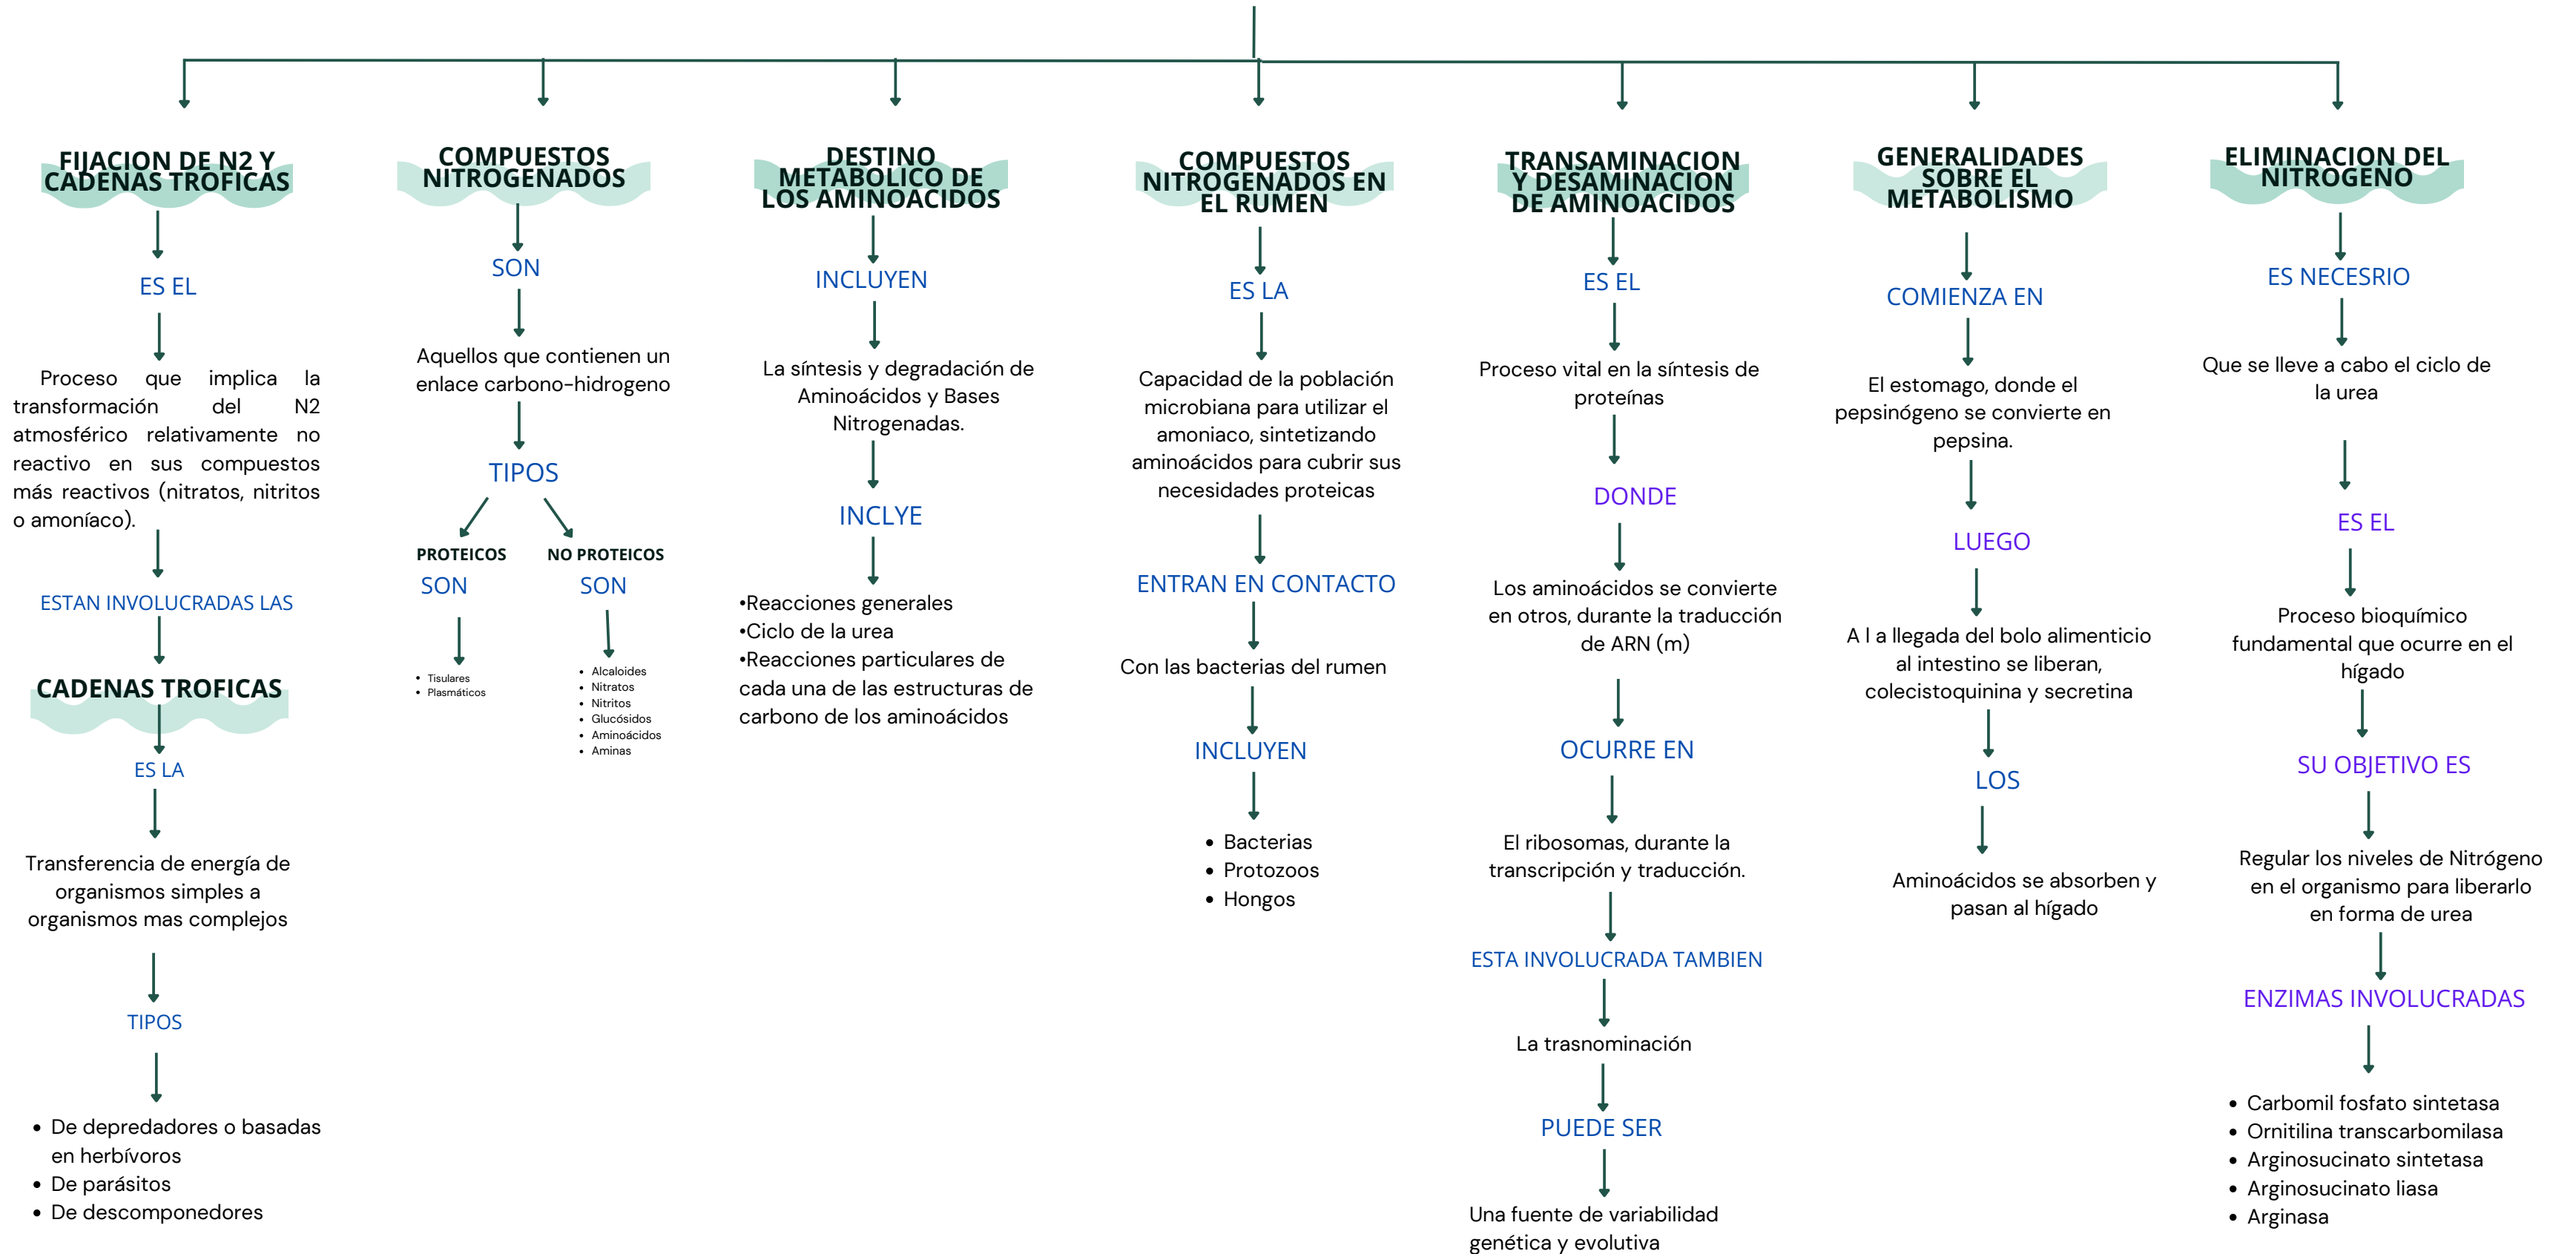 FIJACION DE N2 Y
CADENAS TROFICAS
ES EL
Proceso que implica la
transformación del N2
atmosférico relativamente no
reactivo en sus compuestos
más reactivos (nitratos, nitritos
o amoníaco).
ESTAN INVOLUCRADAS LAS
CADENAS TROFICAS
ES LA
Transferencia de energía de
organismos simples a
organismos mas complejos
TIPOS
• De depredadores o basadas
en herbívoros
• De parásitos
• De descomponedores
COMPUESTOS
NITROGENADOS
SON
Aquellos que contienen un
enlace carbono-hidrogeno
TIPOS
PROTEICOS
SON
• Tisulares
• Plasmáticos
NO PROTEICOS
SON
• Alcaloides
• Nitratos
• Nitritos
• Glucósidos
• Aminoácidos
• Aminas
DESTINO
METABOLICO DE
LOS AMINOACIDOS
INCLUYEN
La síntesis y degradación de
Aminoácidos y Bases
Nitrogenadas.
INCLYE
•Reacciones generales
•Ciclo de la urea
•Reacciones particulares de
cada una de las estructuras de
carbono de los aminoácidos
COMPUESTOS
NITROGENADOS EN
EL RUMEN
ES LA
Capacidad de la población
microbiana para utilizar el
amoniaco, sintetizando
aminoácidos para cubrir sus
necesidades proteicas
ENTRAN EN CONTACTO
Con las bacterias del rumen
INCLUYEN
• Bacterias
• Protozoos
• Hongos
TRANSAMINACION
Y DESAMINACION
DE AMINOACIDOS
ES EL
Proceso vital en la síntesis de
proteínas
DONDE
Los aminoácidos se convierte
en otros, durante la traducción
de ARN (m)
OCURRE EN
El ribosomas, durante la
transcripción y traducción.
ESTA INVOLUCRADA TAMBIEN
La trasnominación
PUEDE SER
Una fuente de variabilidad
genética y evolutiva
GENERALIDADES
SOBRE EL
METABOLISMO
COMIENZA EN
El estomago, donde el
pepsinógeno se convierte en
pepsina.
LUEGO
A l a llegada del bolo alimenticio
al intestino se liberan,
colecistoquinina y secretina
LOS
Aminoácidos se absorben y
pasan al hígado
ELIMINACION DEL
NITROGENO
ES NECESRIO
Que se lleve a cabo el ciclo de
la urea
ES EL
Proceso bioquímico
fundamental que ocurre en el
hígado
SU OBJETIVO ES
Regular los niveles de Nitrógeno
en el organismo para liberarlo
en forma de urea
ENZIMAS INVOLUCRADAS
• Carbomil fosfato sintetasa
• Ornitilina transcarbomilasa
• Arginosucinato sintetasa
• Arginosucinato liasa
• Arginasa